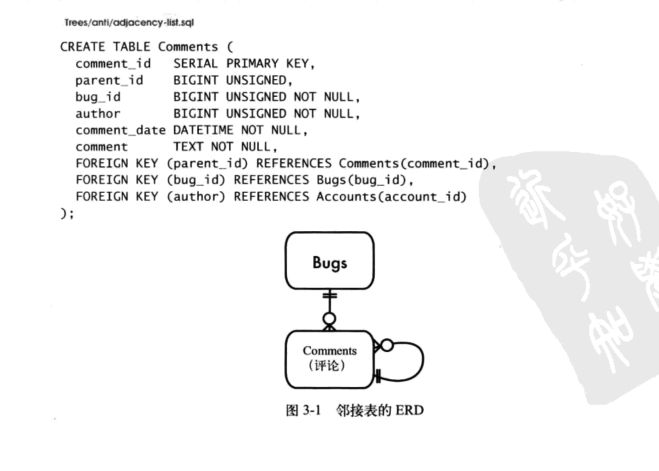 Trees/anti/adjacency-list.sql
CREATE TABLE Comments (
comment_id SERIAL PRIMARY KEY,
parent_id BIGINT UNSIGNED,
bug_id BIGINT UNSIGNED NOT NULL,
author BIGINT UNSIGNED NOT NULL,
comment_date DATETIME NOT NULL,
comment TEXT NOT NULL,
FOREIGN KEY (parent_id) REFERENCES Comments(comment_id),
FOREIGN KEY (bug_id) REFERENCES Bugs(bug_id),
FOREIGN KEY (author) REFERENCES Accounts(account_id)
);
Bugs
Comments
（评论）
图 3-1 邻接表的 ERD